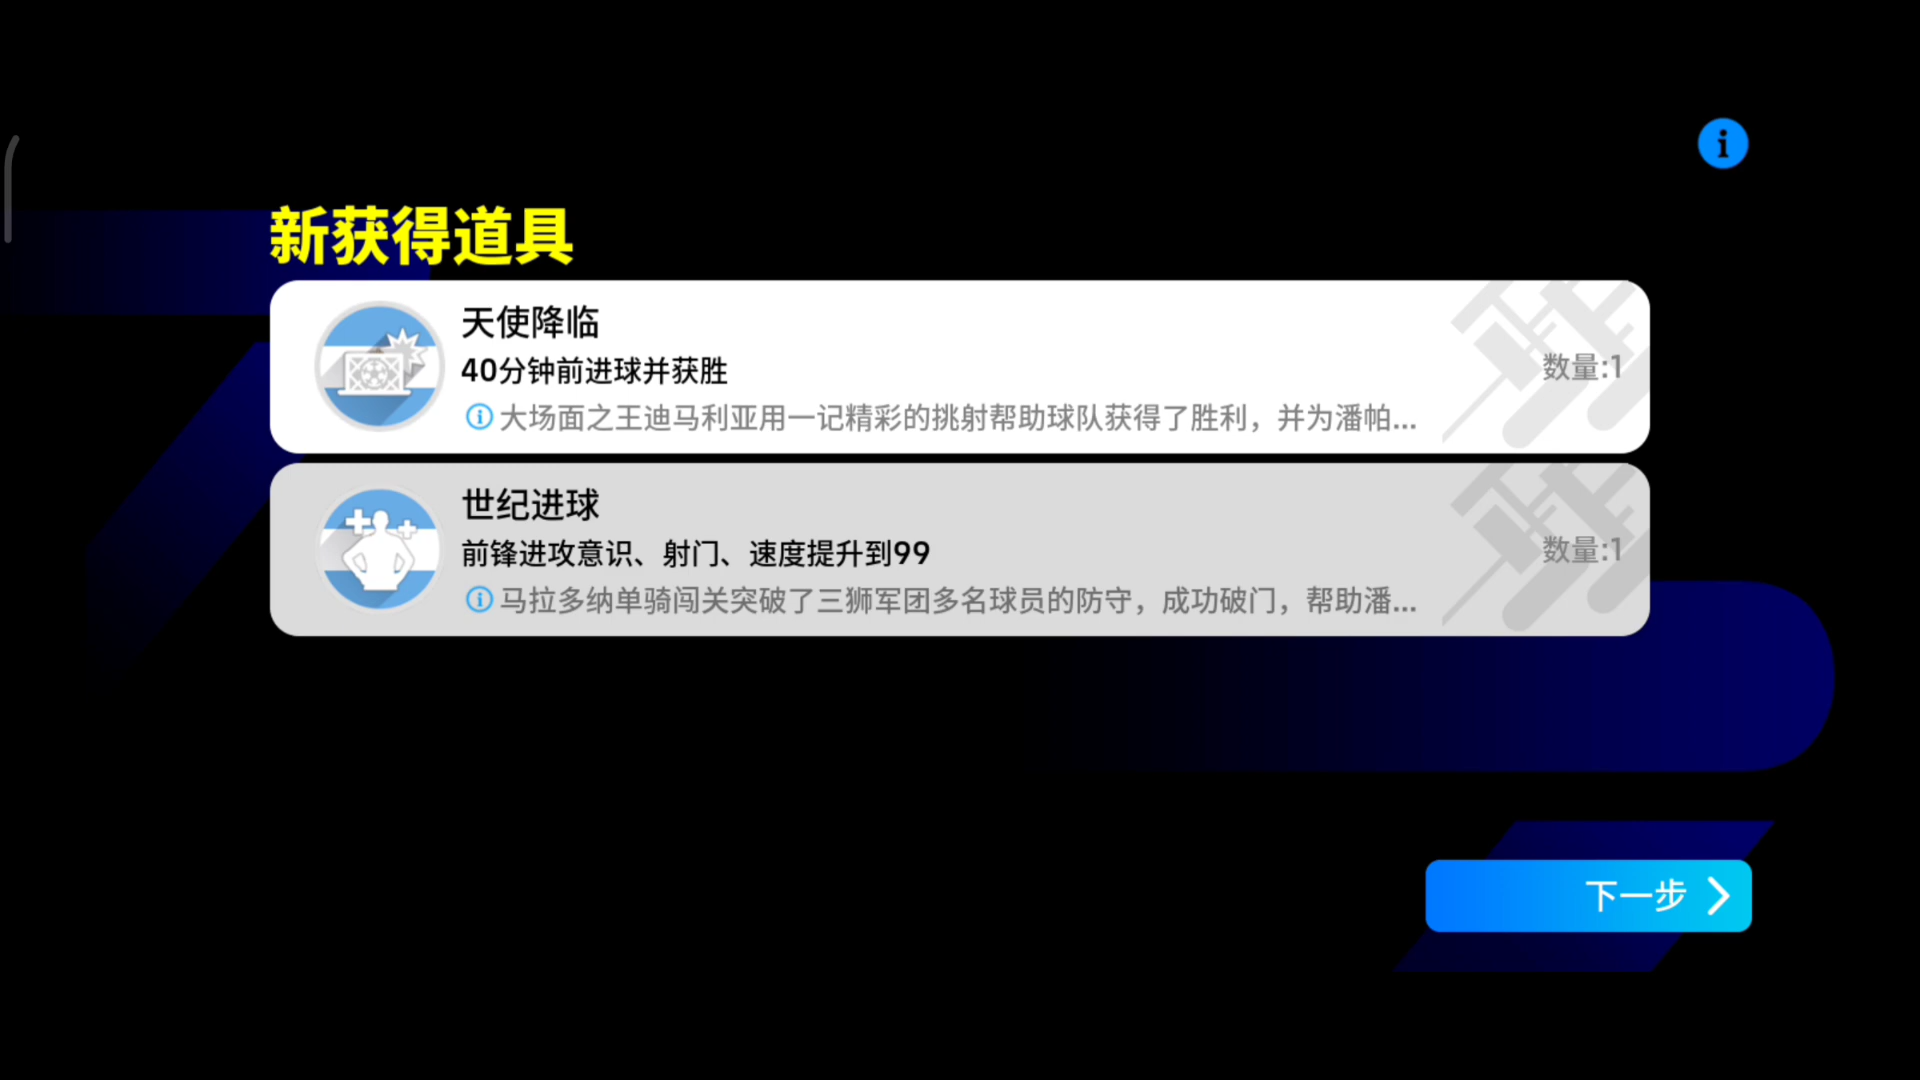 新获得道具
天使降临
40分钟前进球并获胜
大场面之王迪马利亚用一记精彩的挑射帮助球队获得了胜利，并为潘帕...
数量:1
世纪进球
前锋进攻意识、射门、速度提升到99
马拉多纳单骑闯关突破了三狮军团多名球员的防守，成功破门，帮助潘...
数量:1
下一步